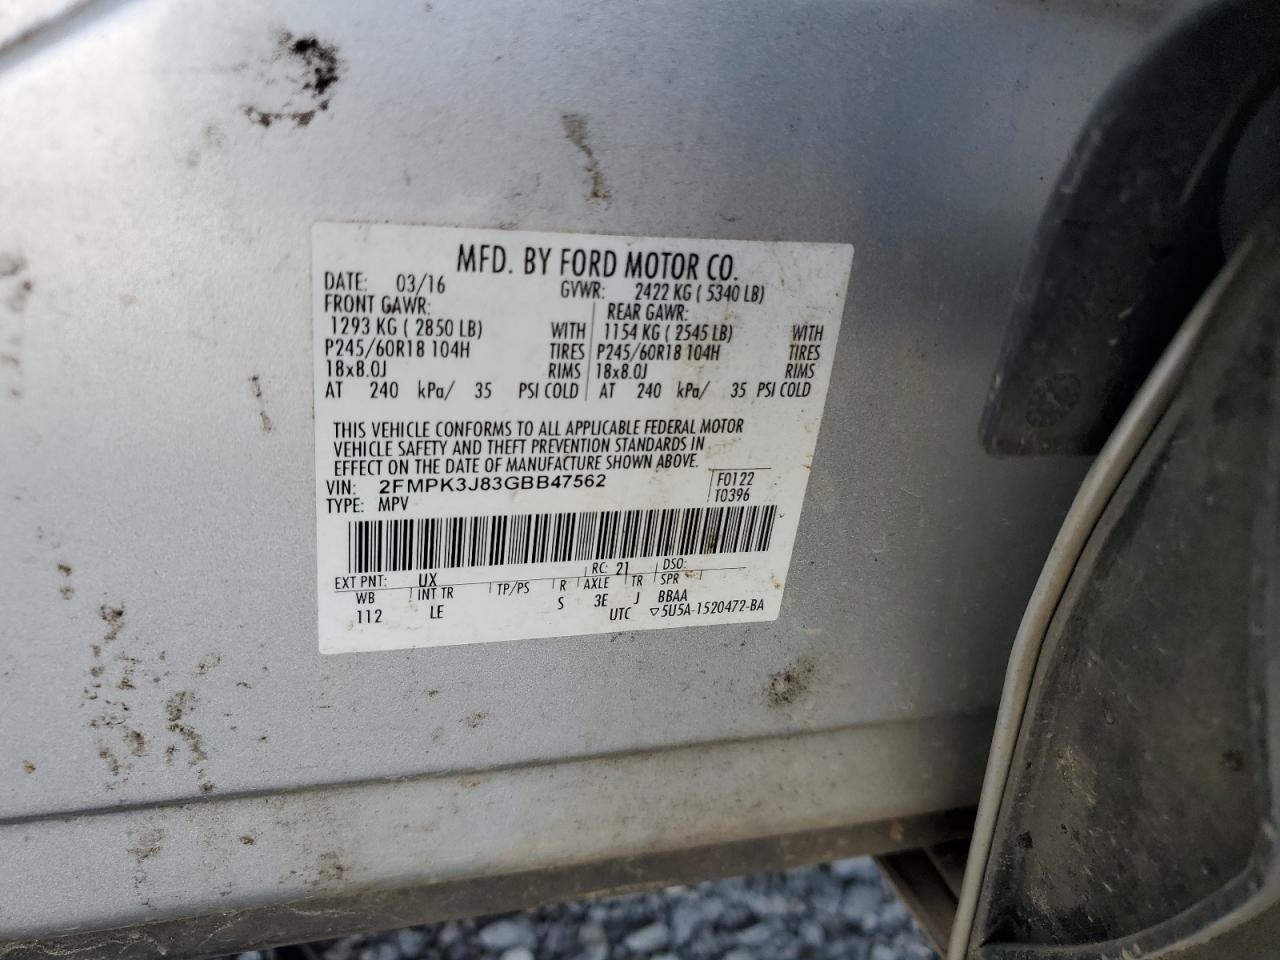 MFD. BY FORD MOTOR CO.
DATE: 03/16 GVWR: 2422 KG ( 5340 LB)
FRONT GAWR: REAR GAWR:
1293 KG ( 2850 LB) WITH 1154 KG ( 2545 LB) WITH
P245/60R18 104H TIRES P245/60R18 104H TIRES
18x8.0J RIMS 18x8.0J RIMS
AT 240 kPa/ 35 PSI COLD AT 240 kPa/ 35 PSI COLD
THIS VEHICLE CONFORMS TO ALL APPLICABLE FEDERAL MOTOR
VEHICLE SAFETY AND THEFT PREVENTION STANDARDS IN
EFFECT ON THE DATE OF MANUFACTURE SHOWN ABOVE.
VIN: 2FMPK3J83GBB47562 F0122
TYPE: MPV T0396
EXT PNT: UX RC: 21 DSO:
WB INT TR TP/PS R AXLE TR SPR
112 LE S 3E J BBAA
UTC ▽5U5A-1520472-BA